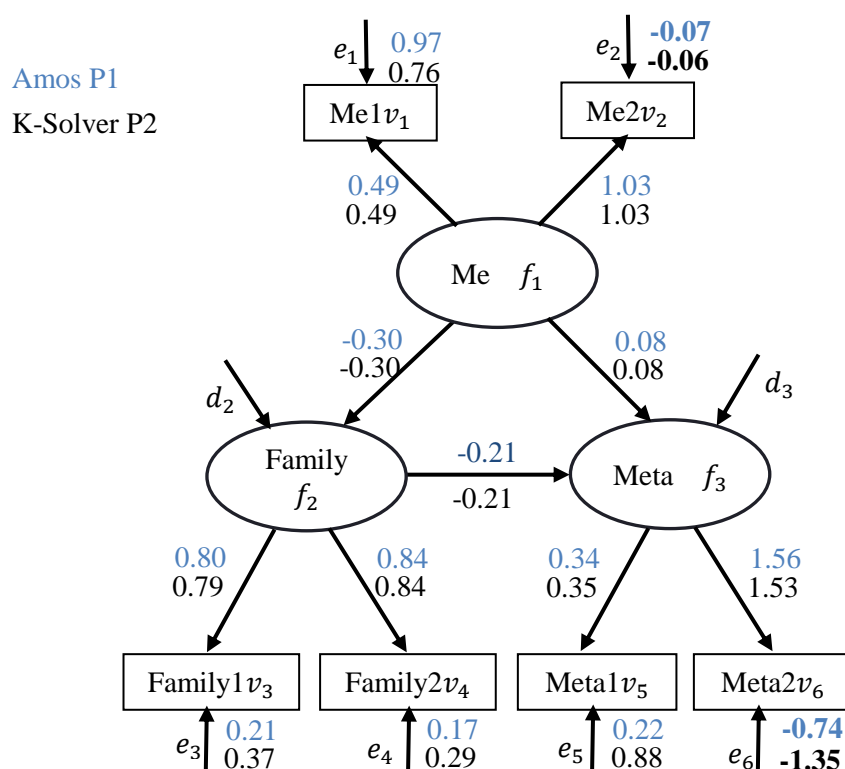 Amos P1
K-Solver P2
e₁
0.97
0.76
e₂
-0.07
-0.06
Me1v₁
Me2v₂
0.49
0.49
1.03
1.03
Me f₁
-0.30
-0.30
0.08
0.08
d₂
d₃
Family
f₂
-0.21
-0.21
Meta f₃
0.80
0.79
0.84
0.84
0.34
0.35
1.56
1.53
Family1v₃
Family2v₄
Meta1v₅
Meta2v₆
e₃
0.21
0.37
e₄
0.17
0.29
e₅
0.22
0.88
e₆
-0.74
-1.35